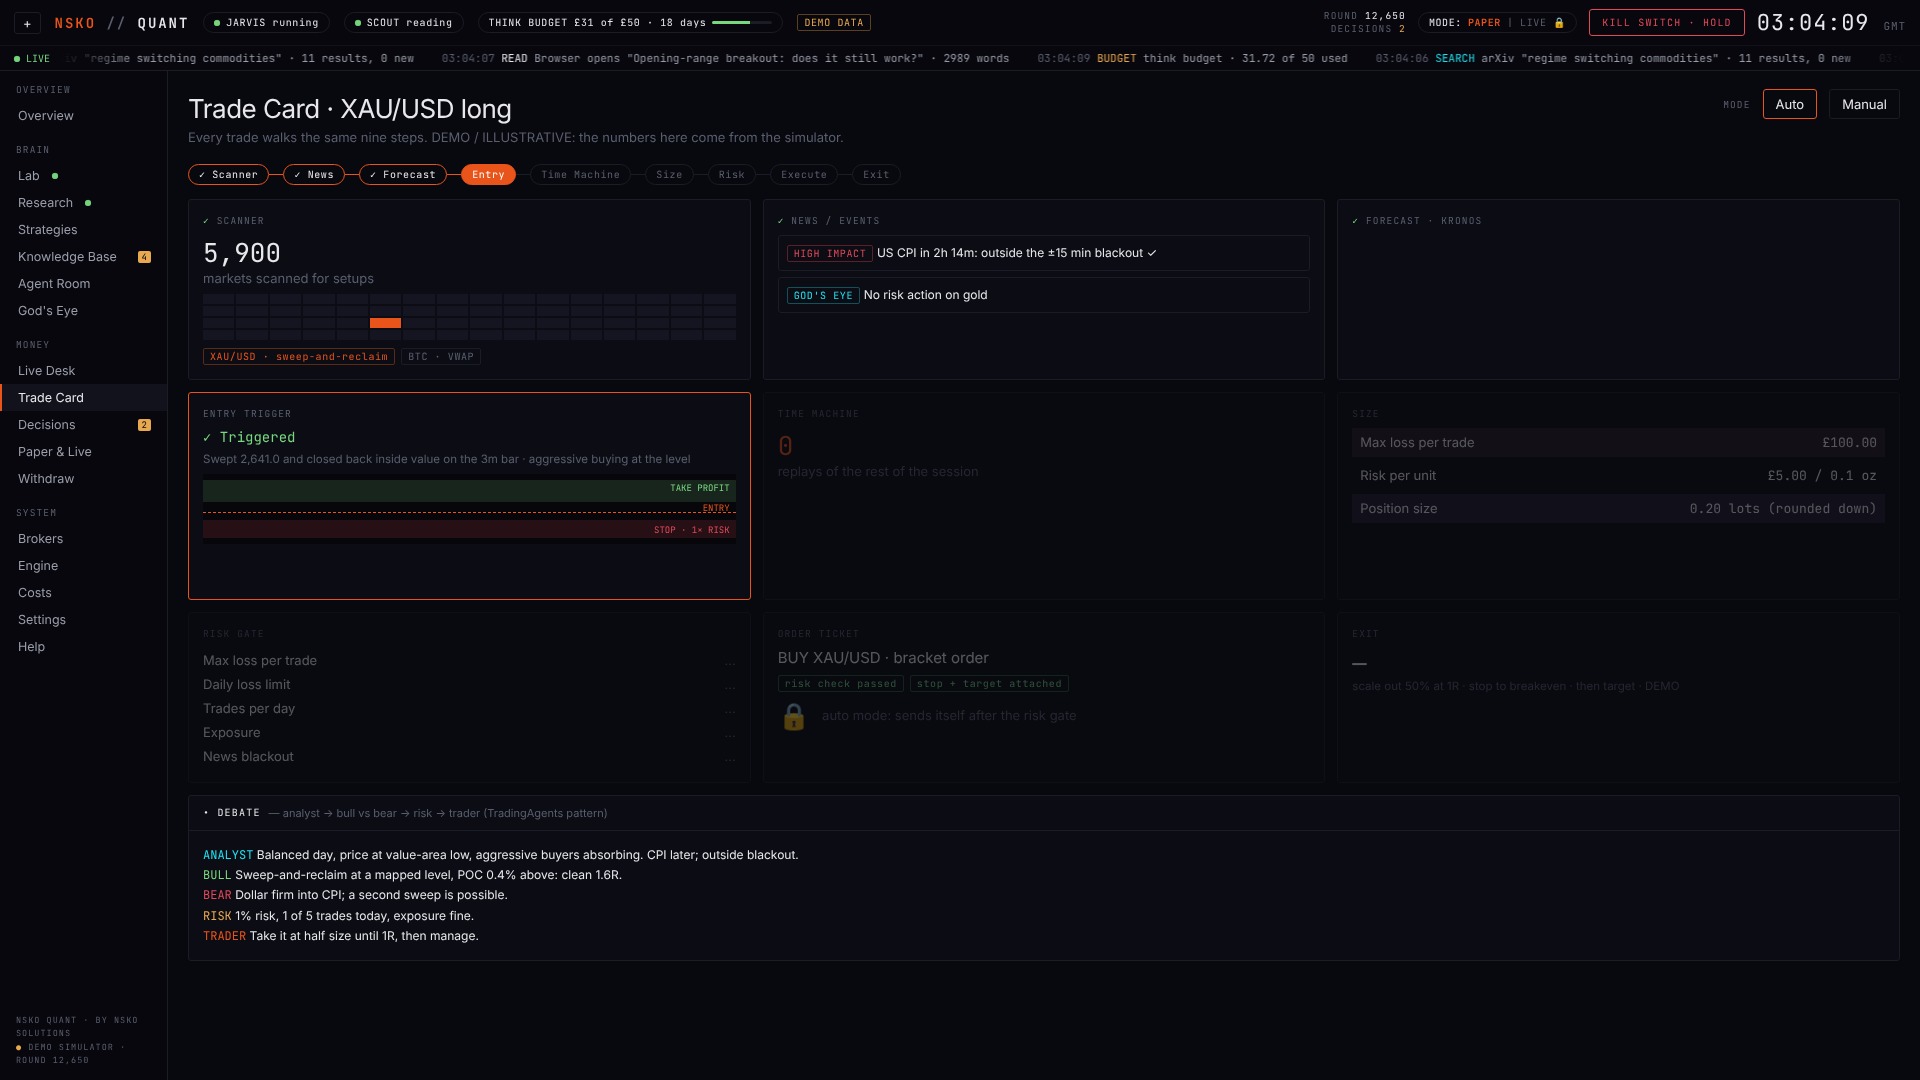 + NSKO // QUANT JARVIS running SCOUT reading THINK BUDGET £31 of £50 · 18 days DEMO DATA
ROUND 12,650
DECISIONS 2
MODE: PAPER | LIVE 🔒 KILL SWITCH · HOLD 03:04:09 GMT
LIVE "regime switching commodities" · 11 results, 0 new 03:04:07 READ Browser opens "Opening-range breakout: does it still work?" · 2989 words 03:04:09 BUDGET think budget · 31.72 of 50 used 03:04:06 SEARCH arXiv "regime switching commodities" · 11 results, 0 new
OVERVIEW
Overview
BRAIN
Lab
Research
Strategies
Knowledge Base 4
Agent Room
God's Eye
MONEY
Live Desk
Trade Card
Decisions 2
Paper & Live
Withdraw
SYSTEM
Brokers
Engine
Costs
Settings
Help
NSKO QUANT · BY NSKO
SOLUTIONS
DEMO SIMULATOR ·
ROUND 12,650
Trade Card · XAU/USD long
MODE Auto Manual
Every trade walks the same nine steps. DEMO / ILLUSTRATIVE: the numbers here come from the simulator.
✓ Scanner ✓ News ✓ Forecast Entry Time Machine Size Risk Execute Exit
✓ SCANNER
5,900
markets scanned for setups
XAU/USD · sweep-and-reclaim BTC · VWAP
✓ NEWS / EVENTS
HIGH IMPACT US CPI in 2h 14m: outside the ±15 min blackout ✓
GOD'S EYE No risk action on gold
✓ FORECAST · KRONOS
ENTRY TRIGGER
✓ Triggered
Swept 2,641.0 and closed back inside value on the 3m bar · aggressive buying at the level
TAKE PROFIT
ENTRY
STOP · 1× RISK
TIME MACHINE
0
replays of the rest of the session
SIZE
Max loss per trade £100.00
Risk per unit £5.00 / 0.1 oz
Position size 0.20 lots (rounded down)
RISK GATE
Max loss per trade …
Daily loss limit …
Trades per day …
Exposure …
News blackout …
ORDER TICKET
BUY XAU/USD · bracket order
risk check passed stop + target attached
🔒 auto mode: sends itself after the risk gate
EXIT
—
scale out 50% at 1R · stop to breakeven · then target · DEMO
• DEBATE — analyst → bull vs bear → risk → trader (TradingAgents pattern)
ANALYST Balanced day, price at value-area low, aggressive buyers absorbing. CPI later; outside blackout.
BULL Sweep-and-reclaim at a mapped level, POC 0.4% above: clean 1.6R.
BEAR Dollar firm into CPI; a second sweep is possible.
RISK 1% risk, 1 of 5 trades today, exposure fine.
TRADER Take it at half size until 1R, then manage.